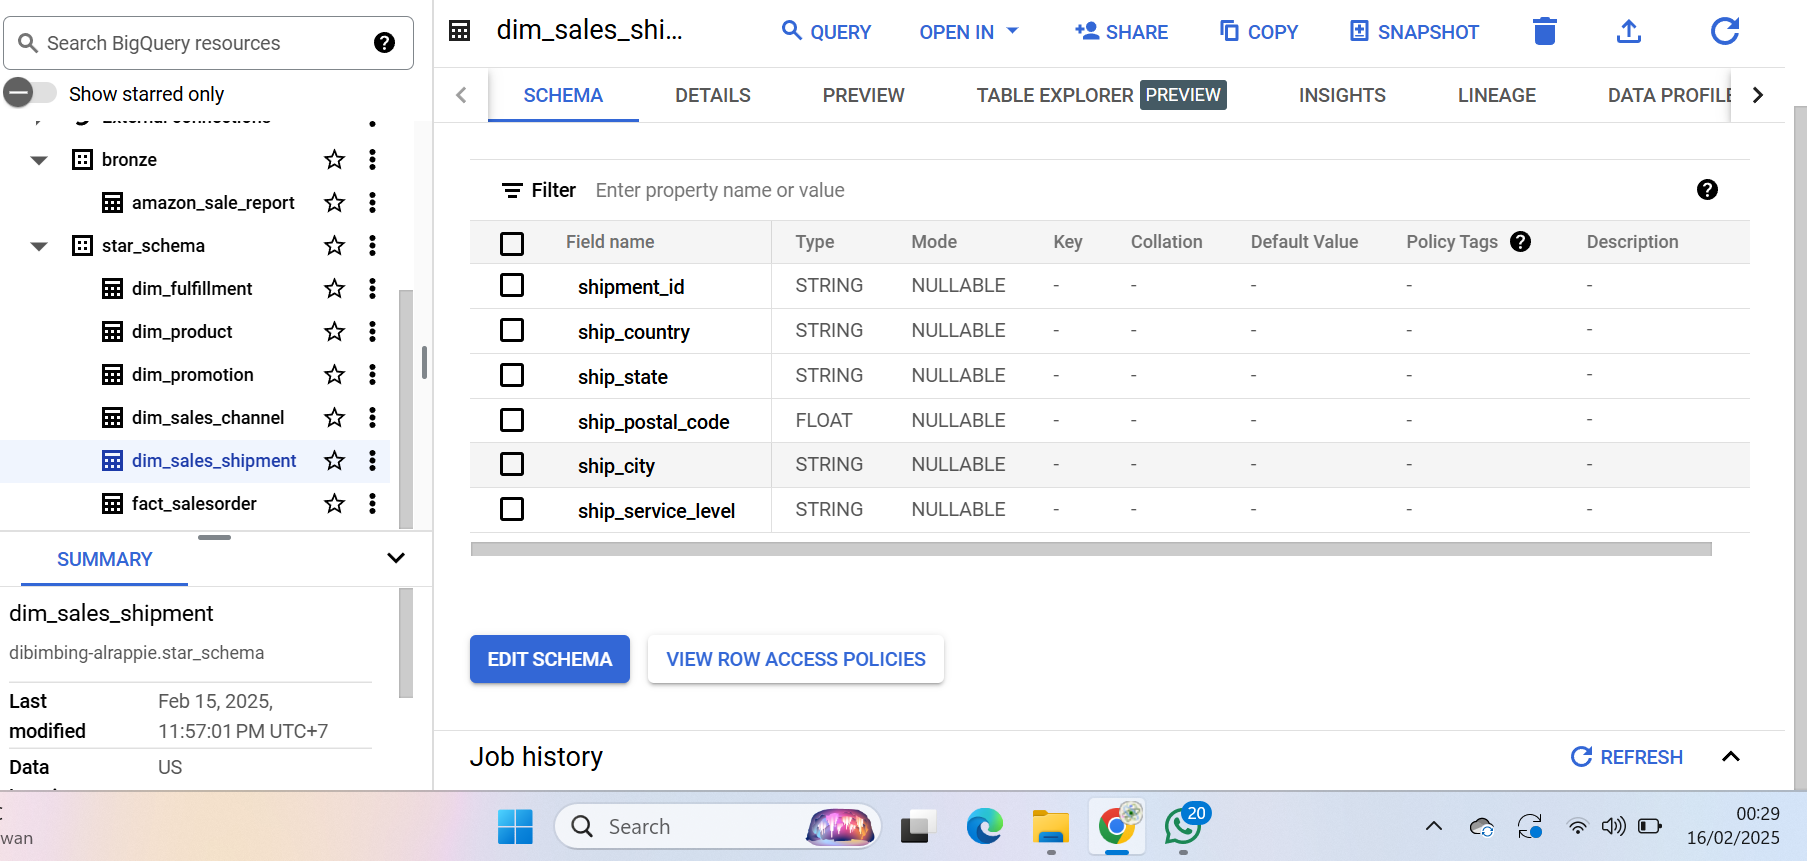 Search BigQuery resources
Show starred only
External connections
bronze
amazon_sale_report
star_schema
dim_fulfillment
dim_product
dim_promotion
dim_sales_channel
dim_sales_shipment
fact_salesorder
SUMMARY
dim_sales_shipment
dibimbing-alrappie.star_schema
Last modified Feb 15, 2025, 11:57:01 PM UTC+7
Data US
dim_sales_shi...
QUERY OPEN IN SHARE COPY SNAPSHOT
SCHEMA DETAILS PREVIEW TABLE EXPLORER PREVIEW INSIGHTS LINEAGE DATA PROFILE
Filter Enter property name or value
Field name Type Mode Key Collation Default Value Policy Tags Description
shipment_id STRING NULLABLE - - - - -
ship_country STRING NULLABLE - - - - -
ship_state STRING NULLABLE - - - - -
ship_postal_code FLOAT NULLABLE - - - - -
ship_city STRING NULLABLE - - - - -
ship_service_level STRING NULLABLE - - - - -
EDIT SCHEMA VIEW ROW ACCESS POLICIES
Job history REFRESH
wan
Search
20
00:29
16/02/2025